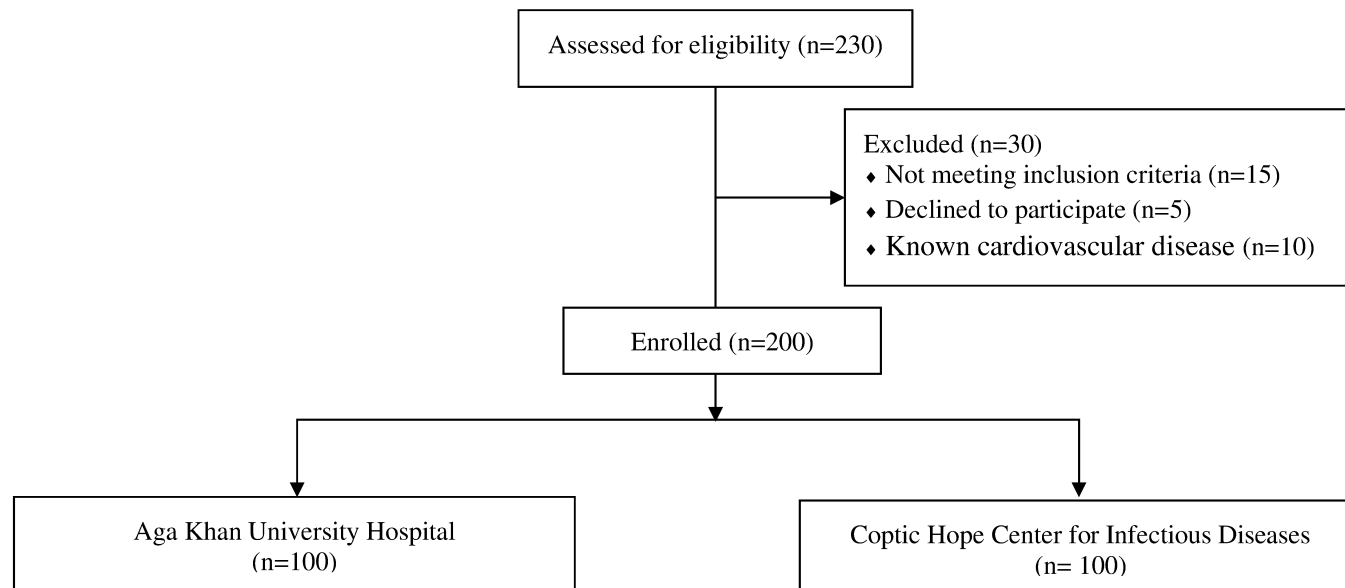 Assessed for eligibility (n=230)
Excluded (n=30)
♦ Not meeting inclusion criteria (n=15)
♦ Declined to participate (n=5)
♦ Known cardiovascular disease (n=10)
Enrolled (n=200)
Aga Khan University Hospital
(n=100)
Coptic Hope Center for Infectious Diseases
(n= 100)